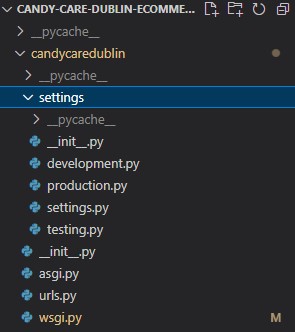 CANDY-CARE-DUBLIN-ECOMME...
__pycache__
candycaredublin
__pycache__
settings
__pycache__
__init__.py
development.py
production.py
settings.py
testing.py
__init__.py
asgi.py
urls.py
wsgi.py M